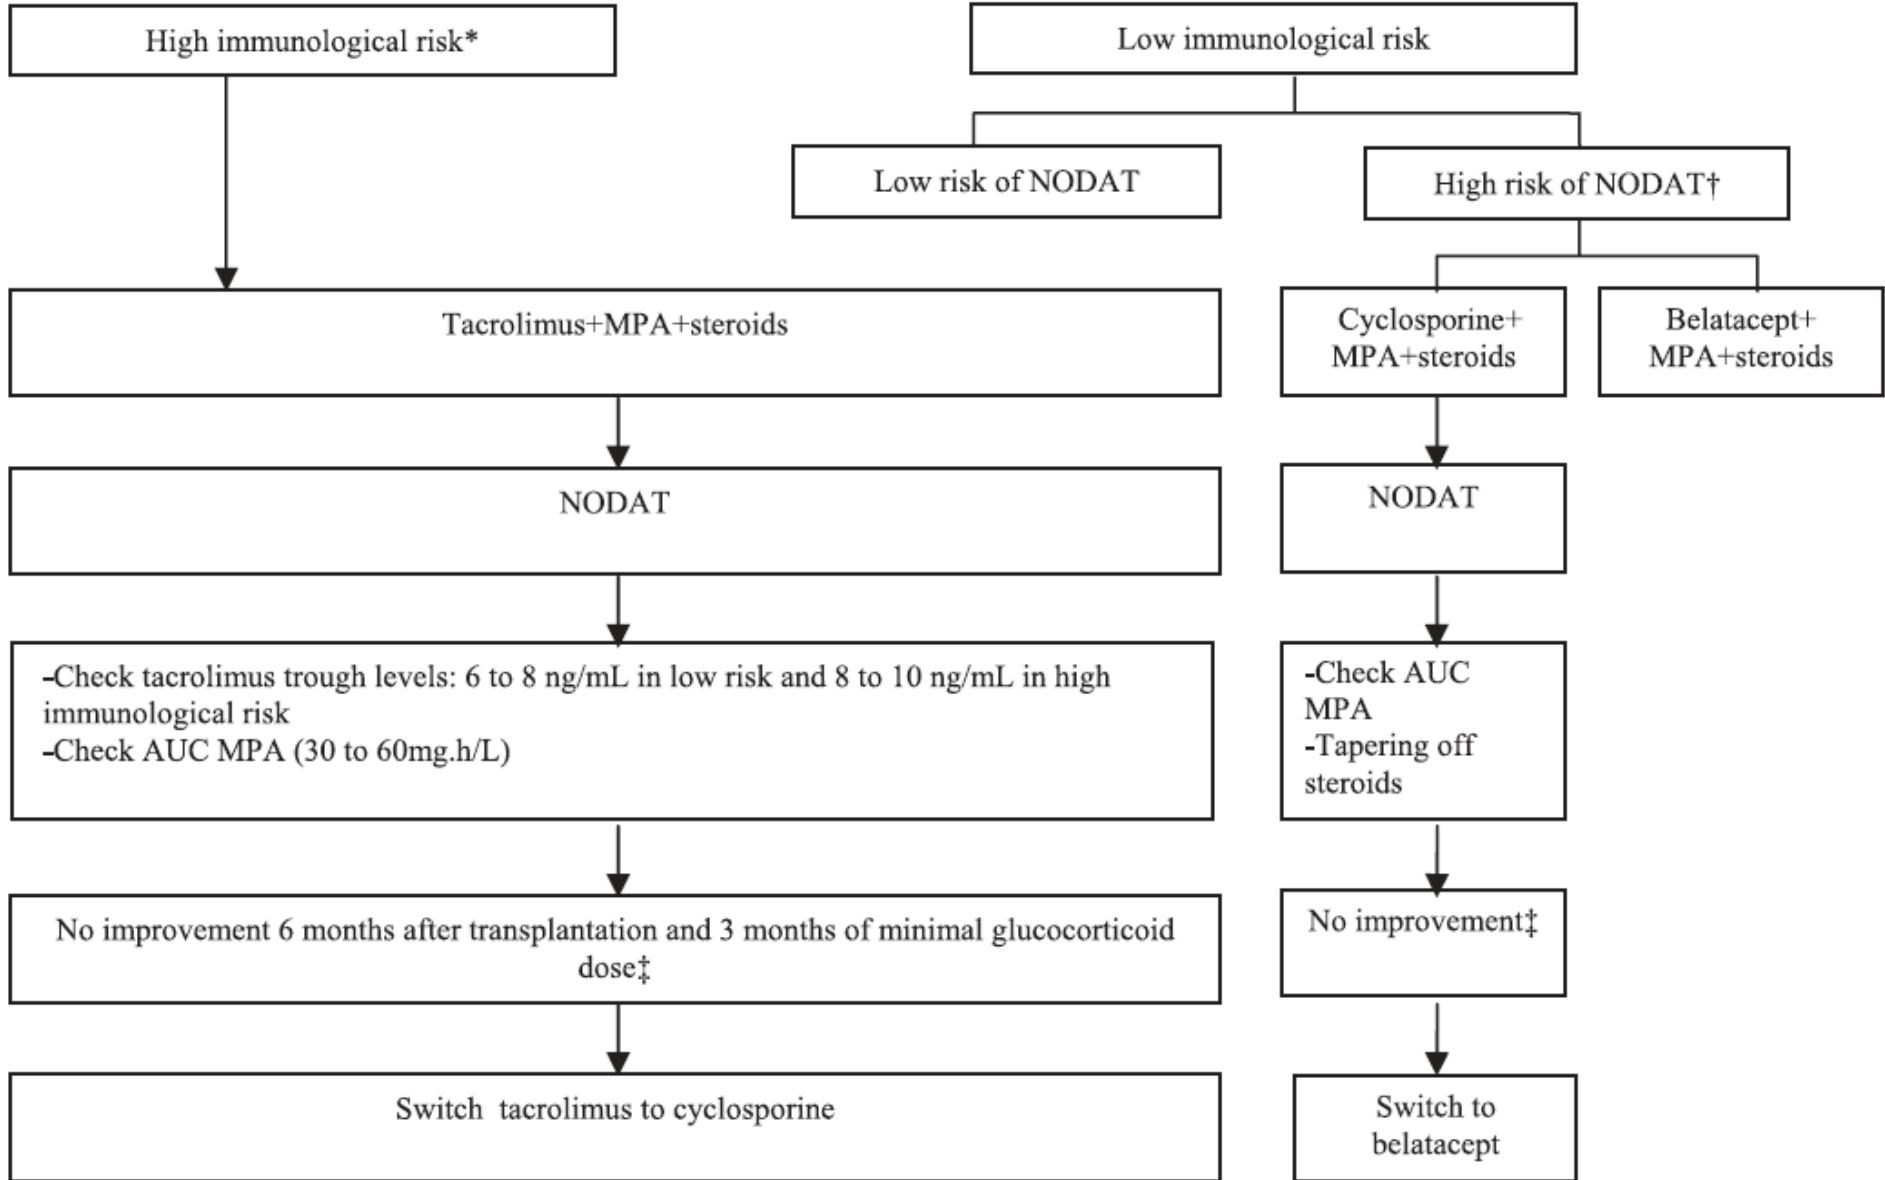 High immunological risk*
Low immunological risk
Low risk of NODAT
High risk of NODAT†
Tacrolimus+MPA+steroids
Cyclosporine+
MPA+steroids
Belatacept+
MPA+steroids
NODAT
NODAT
-Check tacrolimus trough levels: 6 to 8 ng/mL in low risk and 8 to 10 ng/mL in high
immunological risk
-Check AUC MPA (30 to 60mg.h/L)
-Check AUC
MPA
-Tapering off
steroids
No improvement 6 months after transplantation and 3 months of minimal glucocorticoid
dose‡
No improvement‡
Switch tacrolimus to cyclosporine
Switch to
belatacept